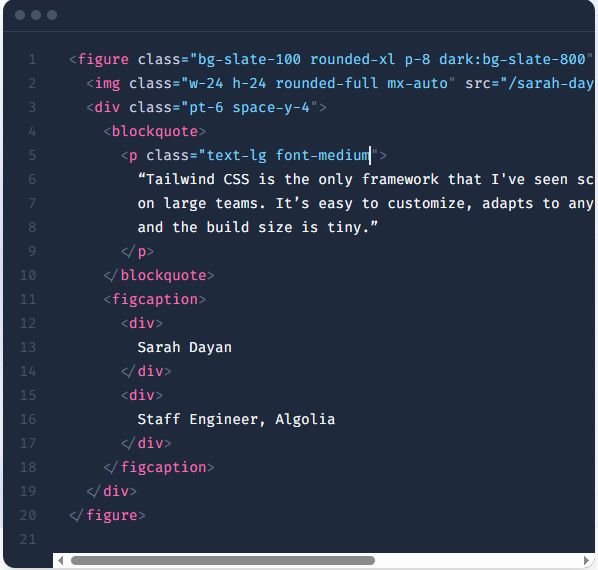 1 <figure class="bg-slate-100 rounded-xl p-8 dark:bg-slate-800"
2 <img class="w-24 h-24 rounded-full mx-auto" src="/sarah-day
3 <div class="pt-6 space-y-4">
4 <blockquote>
5 <p class="text-lg font-medium">
6 “Tailwind CSS is the only framework that I've seen sc
7 on large teams. It’s easy to customize, adapts to any
8 and the build size is tiny.”
9 </p>
10 </blockquote>
11 <figcaption>
12 <div>
13 Sarah Dayan
14 </div>
15 <div>
16 Staff Engineer, Algolia
17 </div>
18 </figcaption>
19 </div>
20 </figure>
21